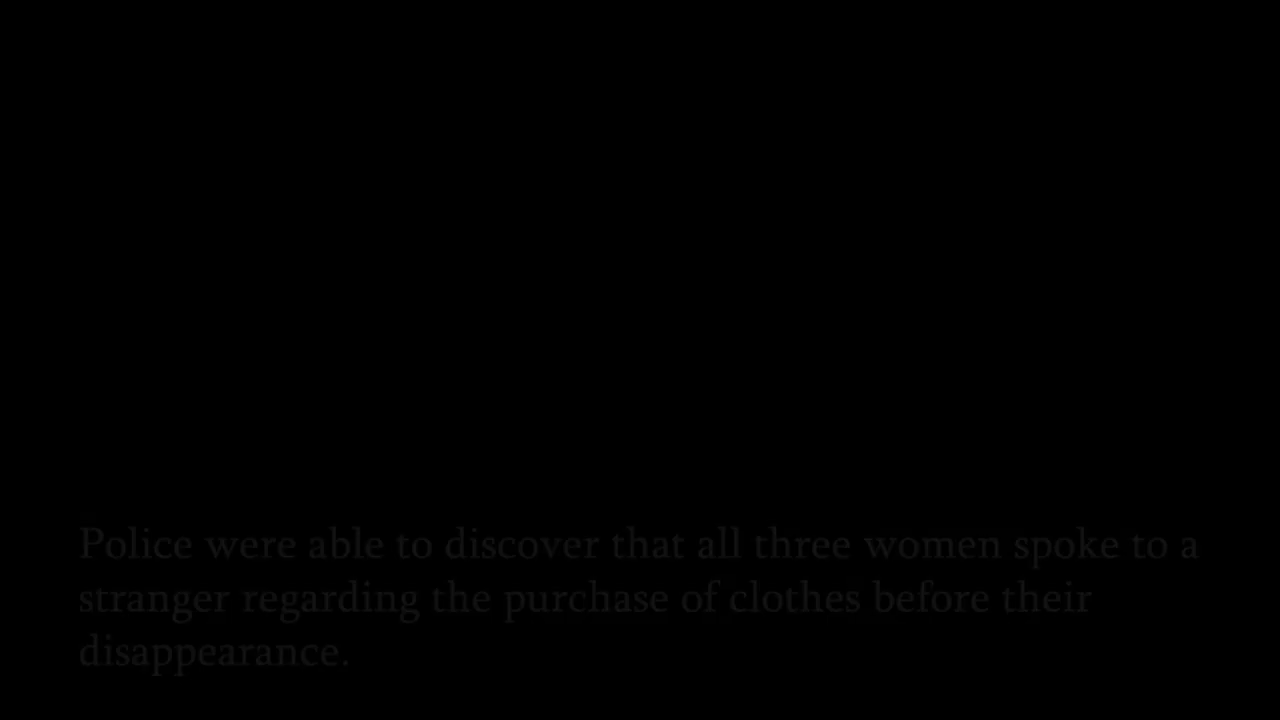 Police were able to discover that all three women spoke to a
stranger regarding the purchase of clothes before their
disappearance.